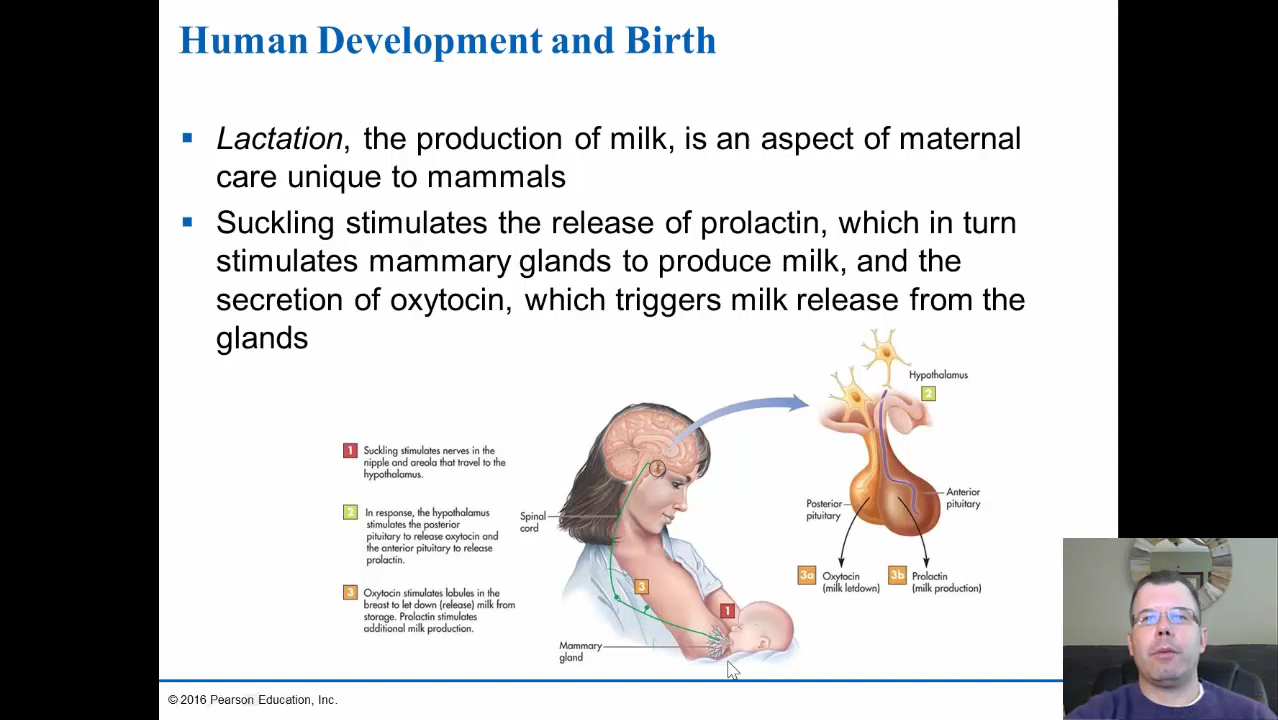 Human Development and Birth
▪ Lactation, the production of milk, is an aspect of maternal
care unique to mammals
▪ Suckling stimulates the release of prolactin, which in turn
stimulates mammary glands to produce milk, and the
secretion of oxytocin, which triggers milk release from the
glands
1 Suckling stimulates nerves in the
nipple and areola that travel to the
hypothalamus.
2 In response, the hypothalamus
stimulates the posterior
pituitary to release oxytocin and
the anterior pituitary to release
prolactin.
3 Oxytocin stimulates lobules in the
breast to let down (release) milk from
storage. Prolactin stimulates
additional milk production.
Spinal
cord
3
1
Mammary
gland
Hypothalamus
2
Posterior
pituitary
Anterior
pituitary
3a Oxytocin
(milk letdown)
3b Prolactin
(milk production)
© 2016 Pearson Education, Inc.